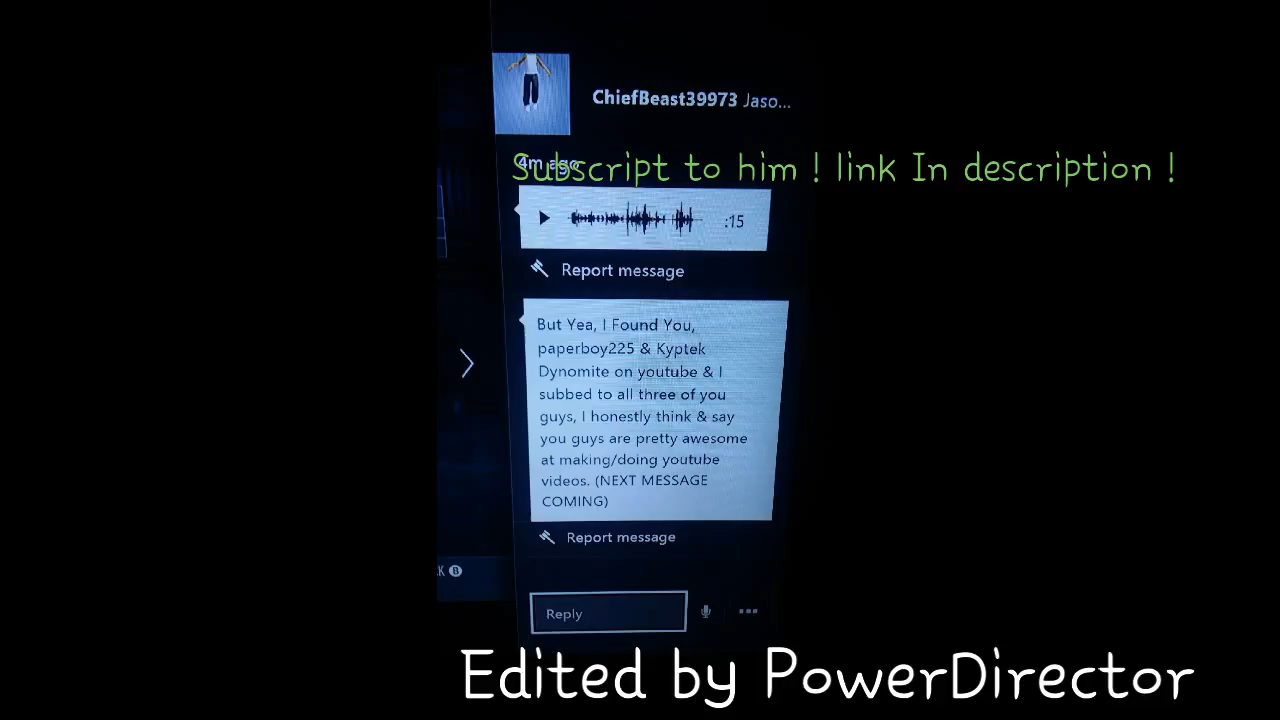 ChiefBeast39973 Jaso...
4m ago
Subscript to him ! link In description !
:15
Report message
But Yea, I Found You,
paperboy225 & Kyptek
Dynomite on youtube & I
subbed to all three of you
guys, I honestly think & say
you guys are pretty awesome
at making/doing youtube
videos. (NEXT MESSAGE
COMING)
Report message
K B
Reply
Edited by PowerDirector